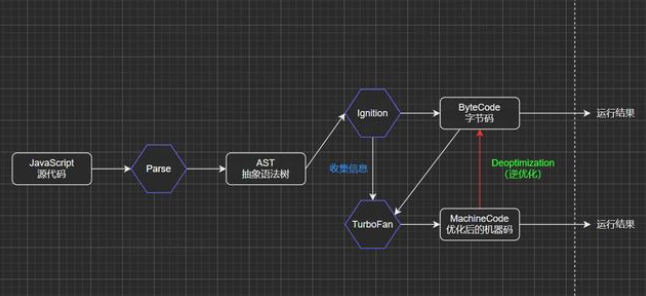 JavaScript
源代码
Parse
AST
抽象语法树
Ignition
收集信息
TurboFan
ByteCode
字节码
Deoptimization
(逆优化)
MachineCode
优化后的机器码
运行结果
运行结果